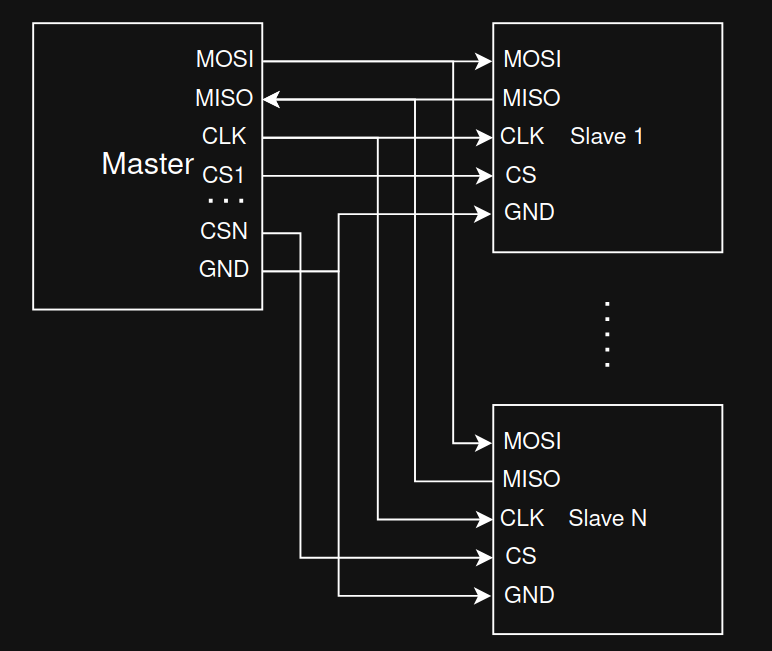 MOSI
MISO
CLK
Master
CS1
...
CSN
GND
MOSI
MISO
CLK Slave 1
CS
GND
MOSI
MISO
CLK Slave N
CS
GND